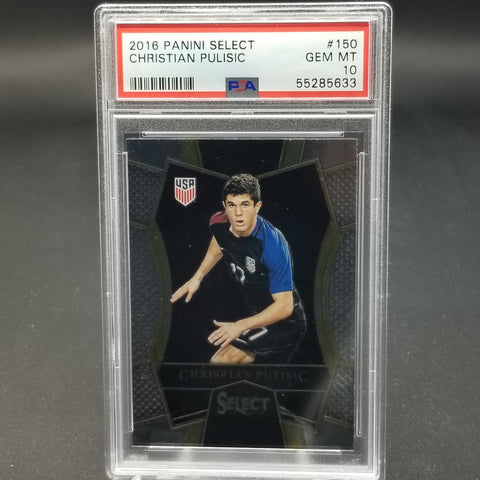 2016 PANINI SELECT #150
CHRISTIAN PULISIC GEM MT
10
PSA 55285633
USA
CHRISTIAN PULISIC
SELECT